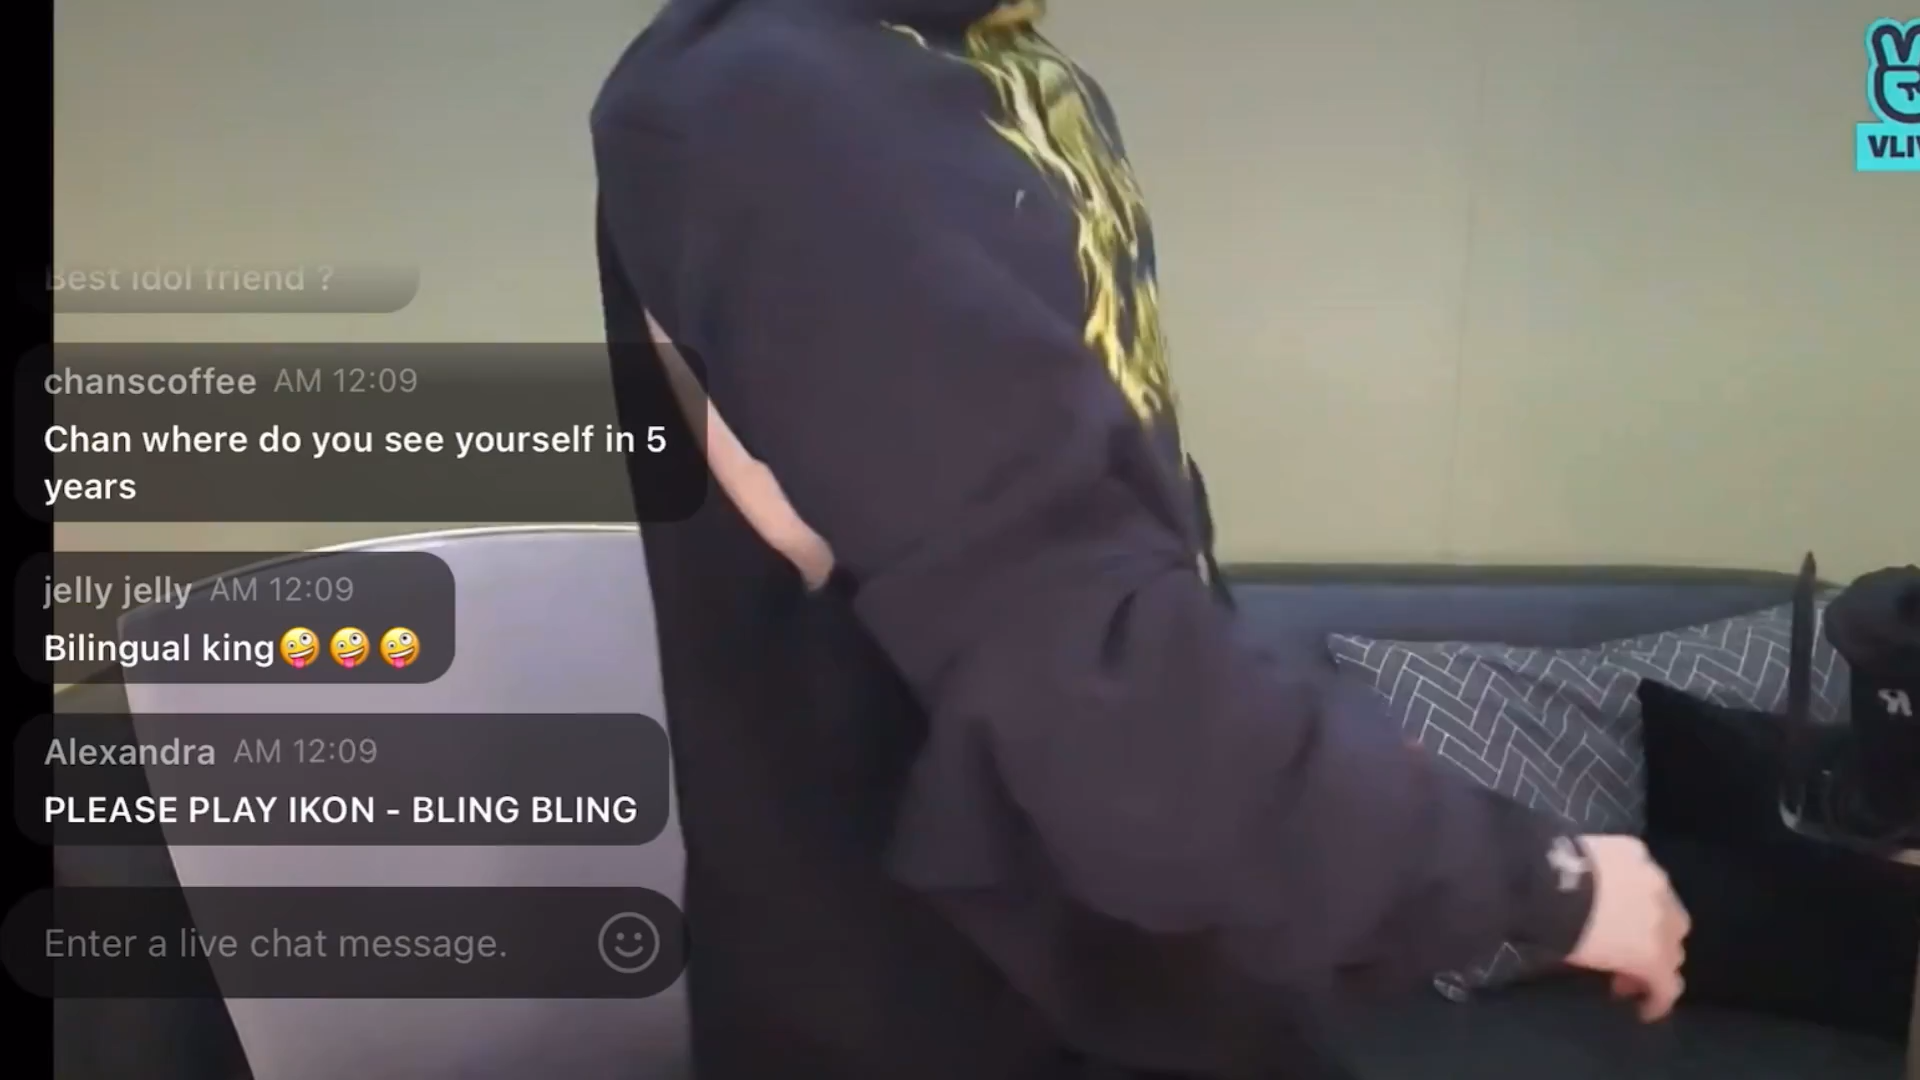 Best idol friend ?
chanscoffee AM 12:09
Chan where do you see yourself in 5
years
jelly jelly AM 12:09
Bilingual king🤪🤪🤪
Alexandra AM 12:09
PLEASE PLAY IKON - BLING BLING
Enter a live chat message.
VLIV